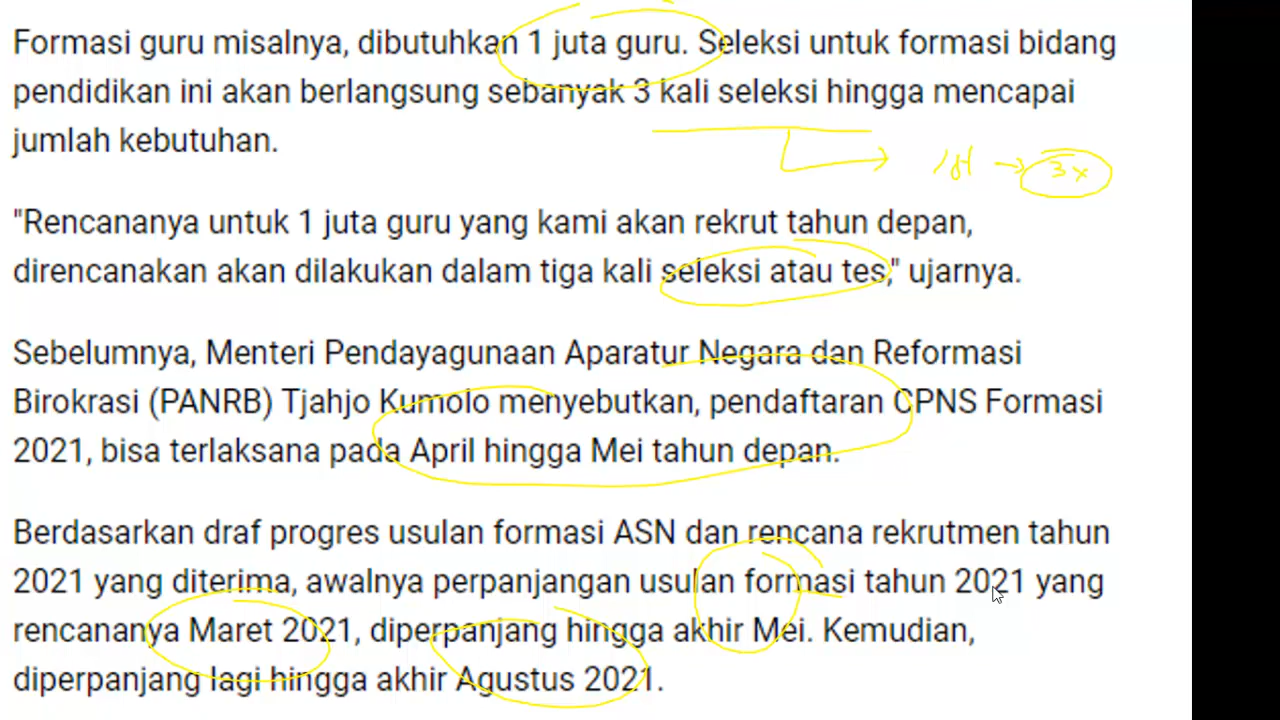 Formasi guru misalnya, dibutuhkan 1 juta guru. Seleksi untuk formasi bidang
pendidikan ini akan berlangsung sebanyak 3 kali seleksi hingga mencapai
jumlah kebutuhan.
3x
"Rencananya untuk 1 juta guru yang kami akan rekrut tahun depan,
direncanakan akan dilakukan dalam tiga kali seleksi atau tes," ujarnya.
Sebelumnya, Menteri Pendayagunaan Aparatur Negara dan Reformasi
Birokrasi (PANRB) Tjahjo Kumolo menyebutkan, pendaftaran CPNS Formasi
2021, bisa terlaksana pada April hingga Mei tahun depan.
Berdasarkan draf progres usulan formasi ASN dan rencana rekrutmen tahun
2021 yang diterima, awalnya perpanjangan usulan formasi tahun 2021 yang
rencananya Maret 2021, diperpanjang hingga akhir Mei. Kemudian,
diperpanjang lagi hingga akhir Agustus 2021.